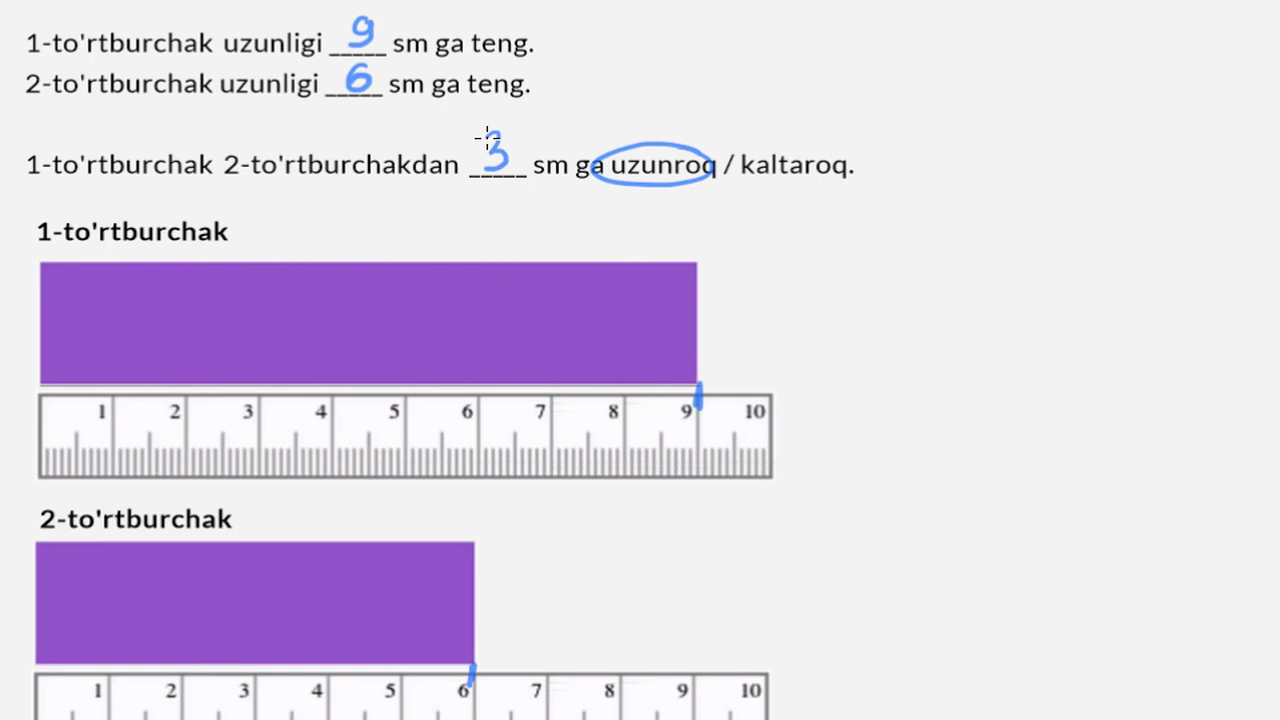 1-to'rtburchak uzunligi 9 sm ga teng.
2-to'rtburchak uzunligi 6 sm ga teng.
1-to'rtburchak 2-to'rtburchakdan 3 sm ga uzunroq / kaltaroq.
1-to'rtburchak
1 2 3 4 5 6 7 8 9 10
2-to'rtburchak
1 2 3 4 5 6 7 8 9 10